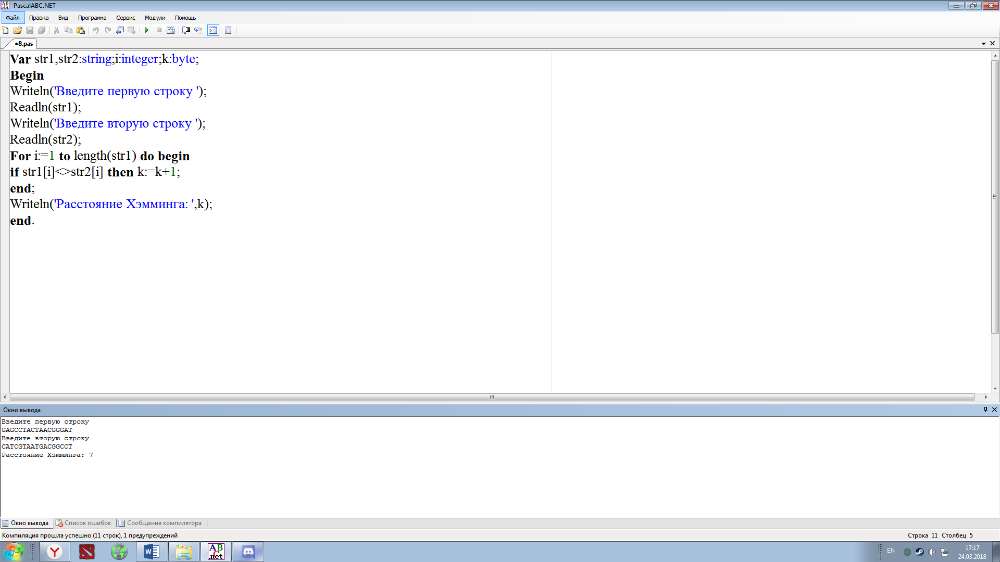 PascalABC.NET
Файл Правка Вид Программа Сервис Модули Помощь
•8.pas
Var str1,str2:string;i:integer;k:byte;
Begin
Writeln('Введите первую строку ');
Readln(str1);
Writeln('Введите вторую строку ');
Readln(str2);
For i:=1 to length(str1) do begin
if str1[i]<>str2[i] then k:=k+1;
end;
Writeln('Расстояние Хэмминга: ',k);
end.
Окно вывода
Введите первую строку
GAGCCTACTAACGGGAT
Введите вторую строку
CATCGTAATGACGGCCT
Расстояние Хэмминга: 7
Окно вывода Список ошибок Сообщения компилятора
Компиляция прошла успешно (11 строк), 1 предупреждений Строка 11 Столбец 5
EN 17:17
24.03.2018